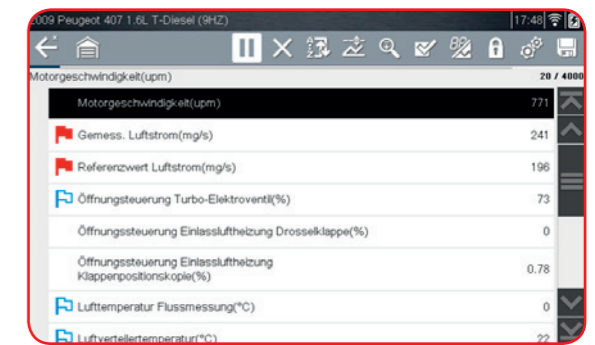 2009 Peugeot 407 1.6L T-Diesel (9HZ) 17:48
Motorgeschwindigkeit(upm) 20 / 4000
Motorgeschwindigkeit(upm) 771
Gemess. Luftstrom(mg/s) 241
Referenzwert Luftstrom(mg/s) 196
Öffnungsteuerung Turbo-Elektroventil(%) 73
Öffnungssteuerung Einlassluftheizung Drosselklappe(%) 0
Öffnungssteuerung Einlassluftheizung
Klappenpositionskopie(%) 0.78
Lufttemperatur Flussmessung(°C) 0
Luftverteilertemperatur(°C) 22